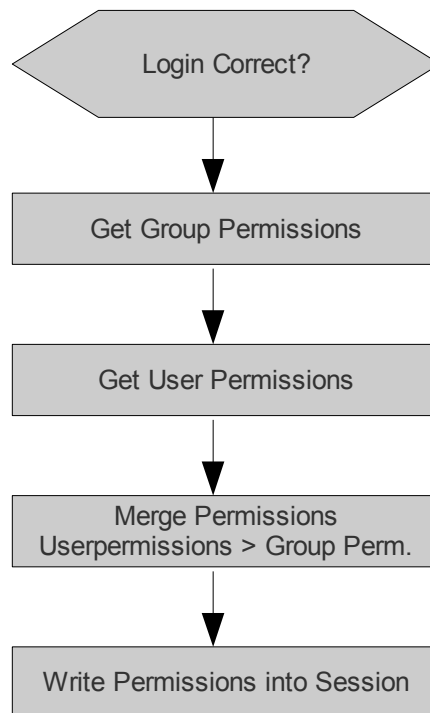 Login Correct?
Get Group Permissions
Get User Permissions
Merge Permissions
Userpermissions > Group Perm.
Write Permissions into Session